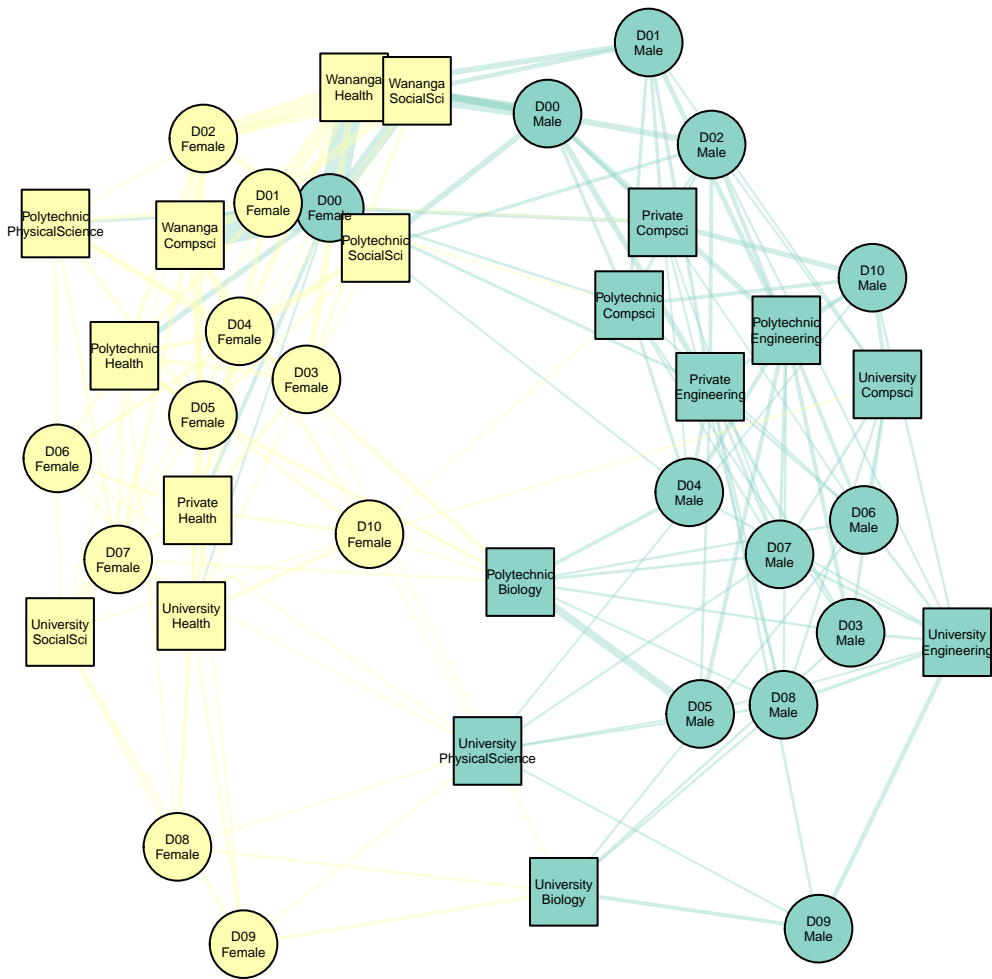 D01
Male
Wananga
Health
Wananga
SocialSci
D00
Male
D02
Female
D02
Male
D01
Female
D00
Female
Polytechnic
PhysicalScience
Wananga
Compsci
Polytechnic
SocialSci
Private
Compsci
D10
Male
Polytechnic
Compsci
Polytechnic
Engineering
D04
Female
Polytechnic
Health
D03
Female
Private
Engineering
University
Compsci
D05
Female
D06
Female
D04
Male
Private
Health
D06
Male
D10
Female
D07
Female
D07
Male
Polytechnic
Biology
University
Health
University
SocialSci
D03
Male
University
Engineering
D05
Male
D08
Male
University
PhysicalScience
D08
Female
University
Biology
D09
Male
D09
Female